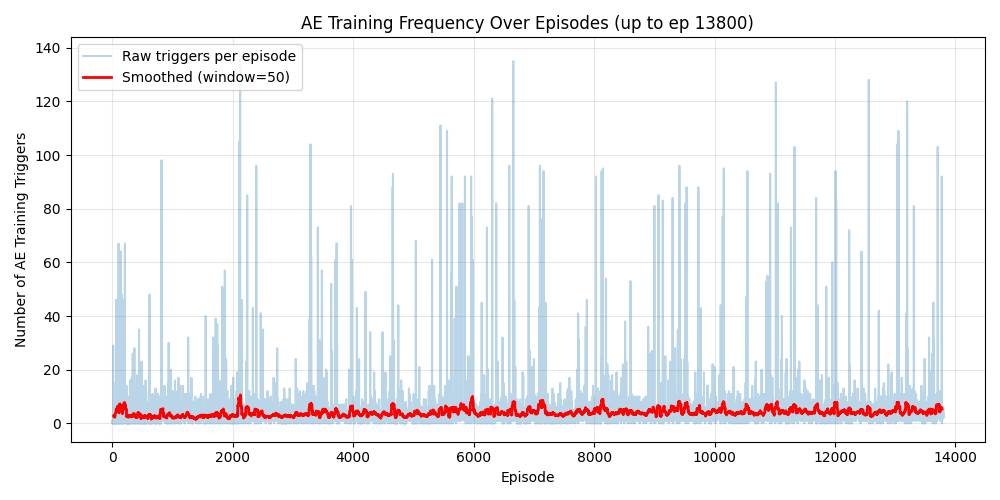 AE Training Frequency Over Episodes (up to ep 13800)
Raw triggers per episode
Smoothed (window=50)
Number of AE Training Triggers
140
120
100
80
60
40
20
0
0 2000 4000 6000 8000 10000 12000 14000
Episode